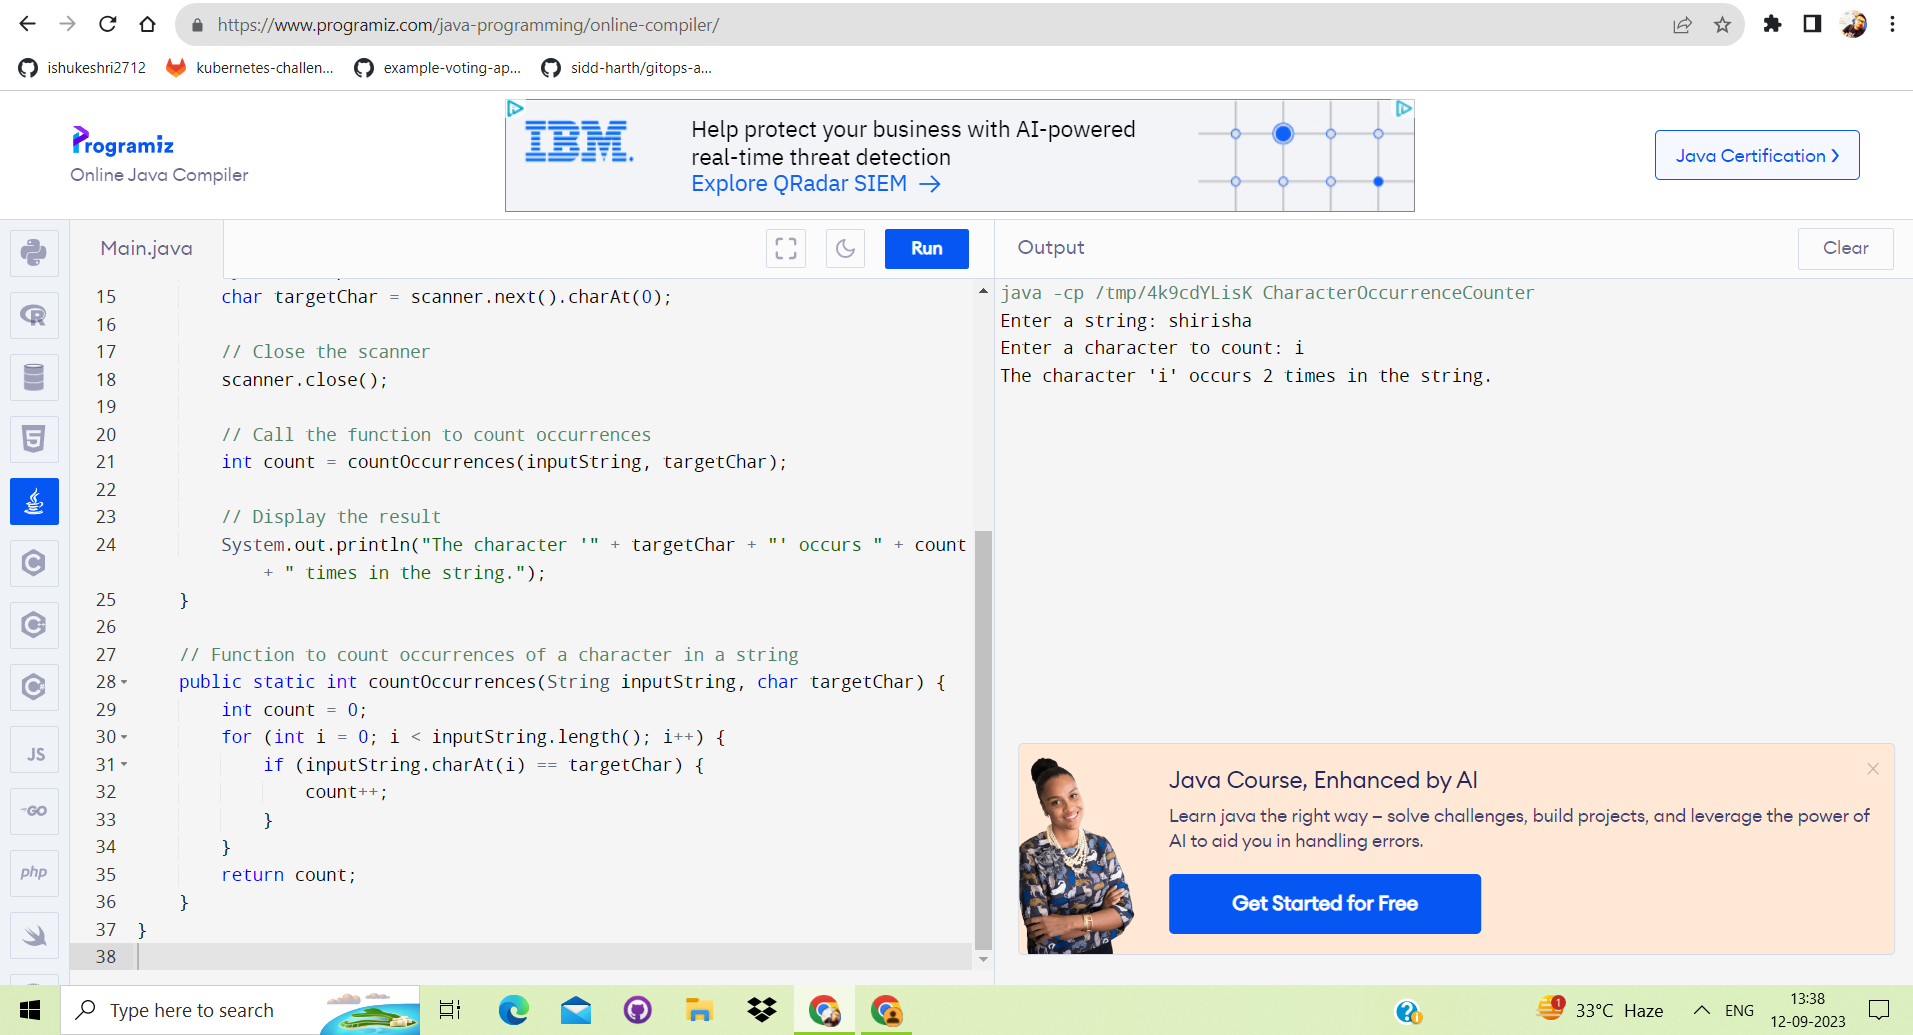 https://www.programiz.com/java-programming/online-compiler/
ishukeshri2712 kubernetes-challen... example-voting-ap... sidd-harth/gitops-a...
Programiz
Online Java Compiler
IBM.
Help protect your business with AI-powered
real-time threat detection
Explore QRadar SIEM →
Java Certification ❯
Main.java
Run
15 char targetChar = scanner.next().charAt(0);
16
17 // Close the scanner
18 scanner.close();
19
20 // Call the function to count occurrences
21 int count = countOccurrences(inputString, targetChar);
22
23 // Display the result
24 System.out.println("The character '" + targetChar + "' occurs " + count
+ " times in the string.");
25 }
26
27 // Function to count occurrences of a character in a string
28 public static int countOccurrences(String inputString, char targetChar) {
29 int count = 0;
30 for (int i = 0; i < inputString.length(); i++) {
31 if (inputString.charAt(i) == targetChar) {
32 count++;
33 }
34 }
35 return count;
36 }
37 }
38
Output
Clear
java -cp /tmp/4k9cdYLisK CharacterOccurrenceCounter
Enter a string: shirisha
Enter a character to count: i
The character 'i' occurs 2 times in the string.
Java Course, Enhanced by AI
Learn java the right way – solve challenges, build projects, and leverage the power of
AI to aid you in handling errors.
Get Started for Free
R
5
C
C
C
JS
GO
php
Type here to search
1
33°C Haze
ENG
13:38
12-09-2023